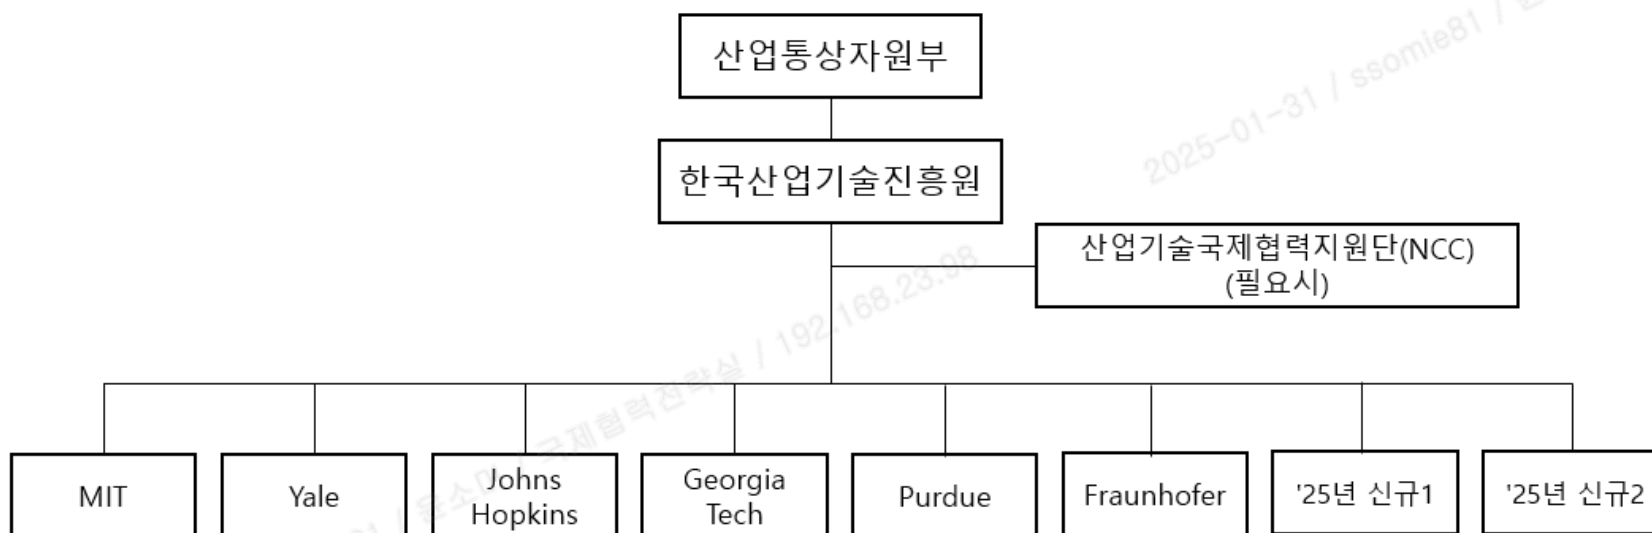 산업통상자원부
한국산업기술진흥원
산업기술국제협력지원단(NCC)
(필요시)
MIT
Yale
Johns
Hopkins
Georgia
Tech
Purdue
Fraunhofer
'25년 신규1
'25년 신규2
2025-01-31 / ssomie81 /
/ 윤소미 / 국제협력전략실 / 192.168.23.98